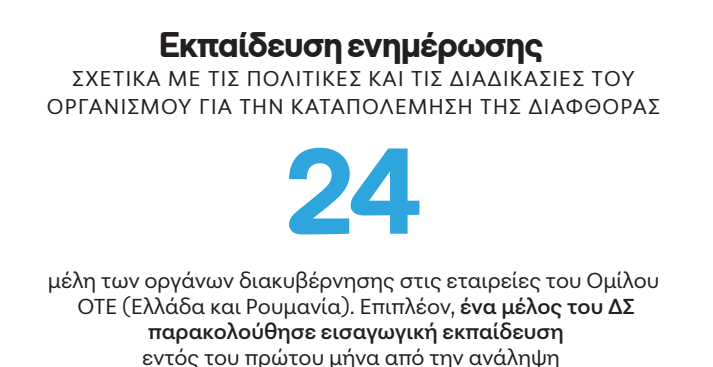 Εκπαίδευση ενημέρωσης
ΣΧΕΤΙΚΑ ΜΕ ΤΙΣ ΠΟΛΙΤΙΚΕΣ ΚΑΙ ΤΙΣ ΔΙΑΔΙΚΑΣΙΕΣ ΤΟΥ
ΟΡΓΑΝΙΣΜΟΥ ΓΙΑ ΤΗΝ ΚΑΤΑΠΟΛΕΜΗΣΗ ΤΗΣ ΔΙΑΦΘΟΡΑΣ
24
μέλη των οργάνων διακυβέρνησης στις εταιρείες του Ομίλου
ΟΤΕ (Ελλάδα και Ρουμανία). Επιπλέον, ένα μέλος του ΔΣ
παρακολούθησε εισαγωγική εκπαίδευση
εντός του πρώτου μήνα από την ανάληψη